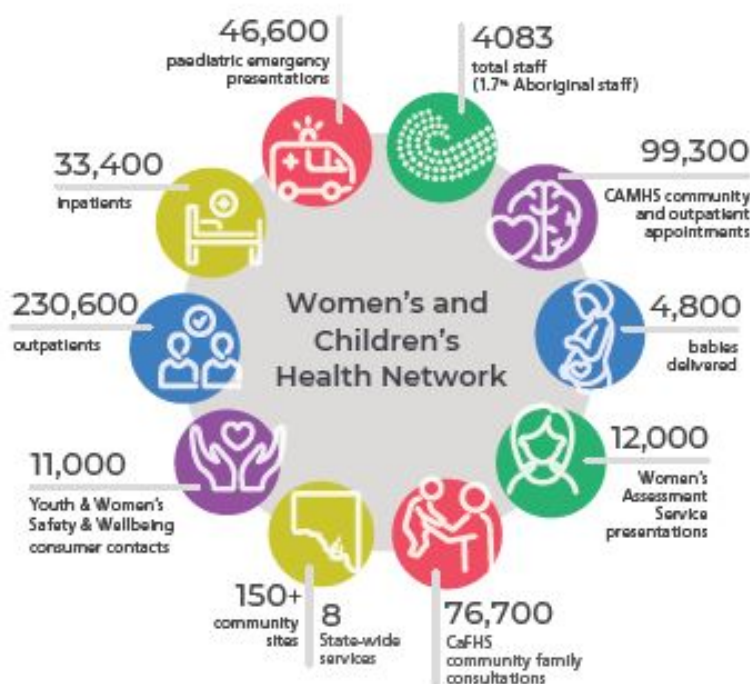 46,600
paediatric emergency
presentations
4083
total staff
(1.7% Aboriginal staff)
33,400
inpatients
99,300
CAMHS community
and outpatient
appointments
230,600
outpatients
Women's and
Children's
Health Network
4,800
babies
delivered
11,000
Youth & Women's
Safety & Wellbeing
consumer contacts
12,000
Women's
Assessment
Service
presentations
150+
community
sites
8
State-wide
services
76,700
CaFHS
community family
consultations